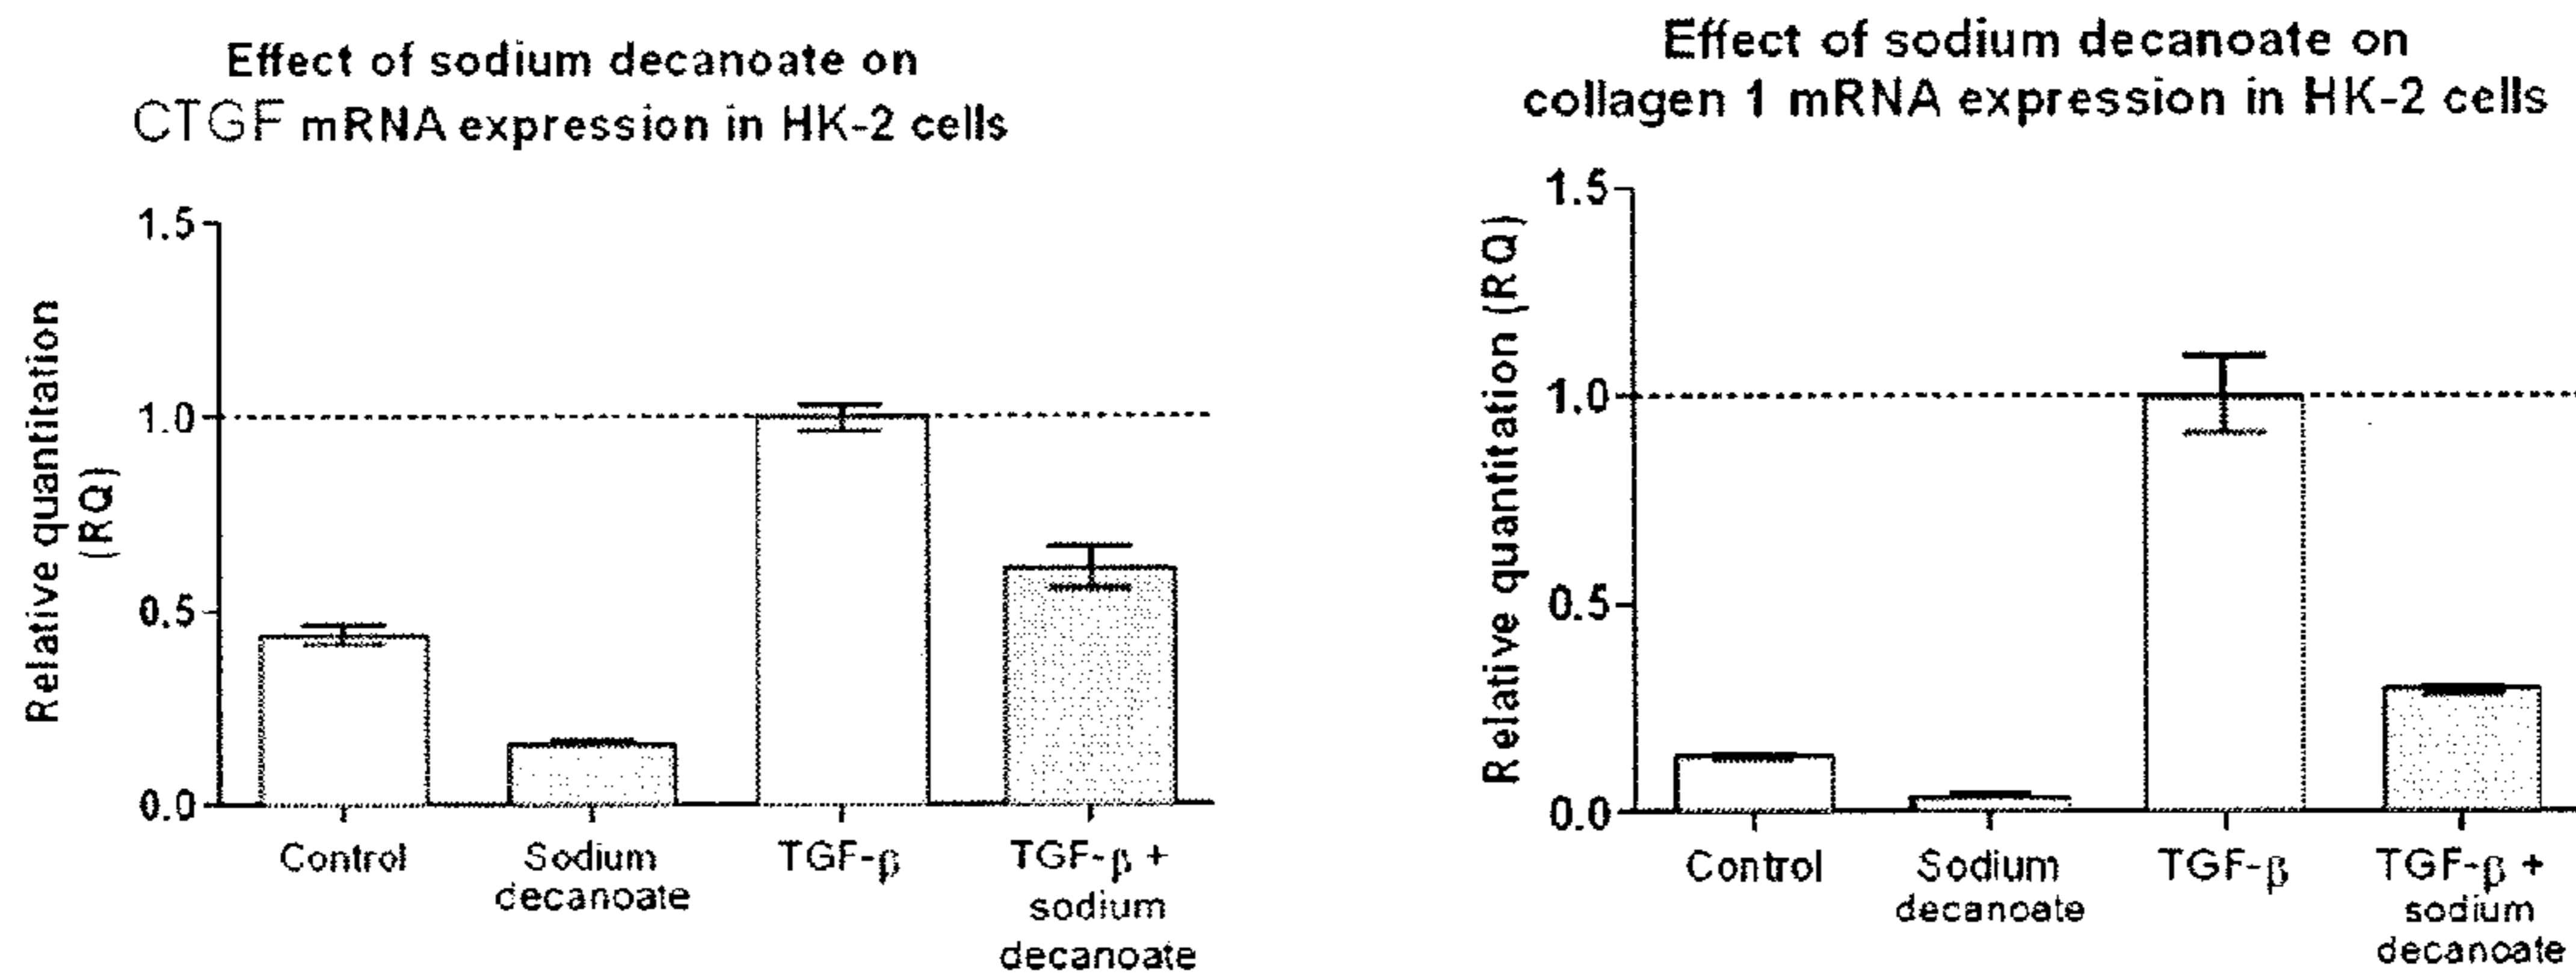 Effect of sodium decanoate on
CTGF mRNA expression in HK-2 cells
Relative quantitation
(RQ)
1.5
1.0
0.5
0.0
Control
Sodium
decanoate
TGF-β
TGF-β +
sodium
decanoate
Effect of sodium decanoate on
collagen 1 mRNA expression in HK-2 cells
Relative quantitation (RQ)
1.5
1.0
0.5
0.0
Control
Sodium
decanoate
TGF-β
TGF-β +
sodium
decanoate